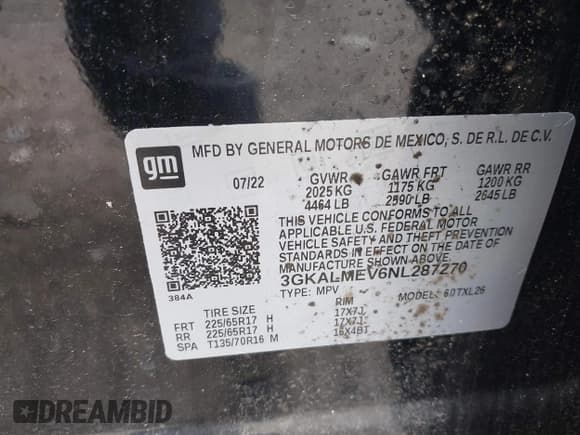 gm
MFD BY GENERAL MOTORS DE MEXICO, S. DE R.L. DE C.V.
07/22 GVWR GAWR FRT GAWR RR
2025 KG 1175 KG 1200 KG
4464 LB 2590 LB 2645 LB
THIS VEHICLE CONFORMS TO ALL
APPLICABLE U.S. FEDERAL MOTOR
VEHICLE SAFETY AND THEFT PREVENTION
STANDARDS IN EFFECT ON THE DATE OF
MANUFACTURE SHOWN ABOVE.
3GKALMEV6NL287270
384A
TYPE: MPV MODEL: 6DTXL26
TIRE SIZE RIM
FRT 225/65R17 H 17X7J
RR 225/65R17 H 17X7J
SPA T135/70R16 M 16X4BT
DREAMBID